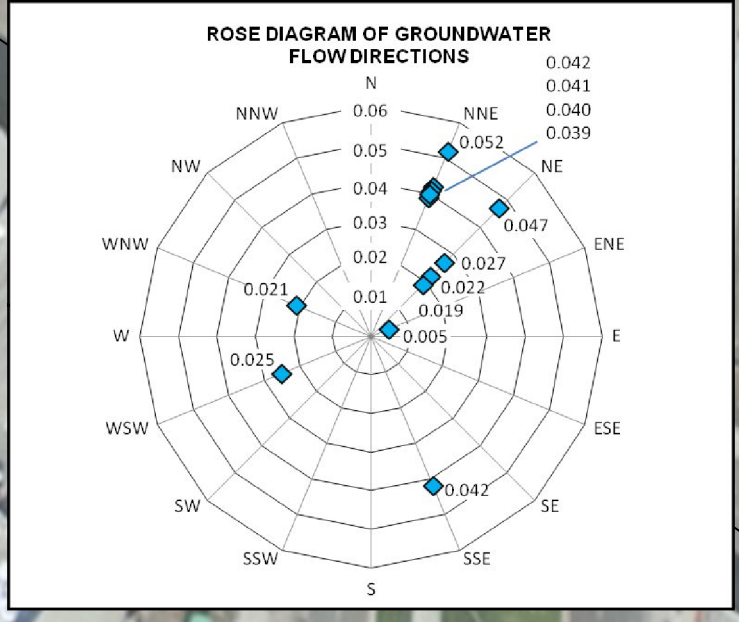 ROSE DIAGRAM OF GROUNDWATER
FLOW DIRECTIONS
0.042
0.041
0.040
0.039
N
NNW
0.06
NNE
0.052
0.05
NW
NE
0.04
0.03
0.047
WNW
ENE
0.02
0.027
0.021
0.01
0.022
0.019
W
0.005
E
0.025
WSW
ESE
0.042
SW
SE
SSW
SSE
S